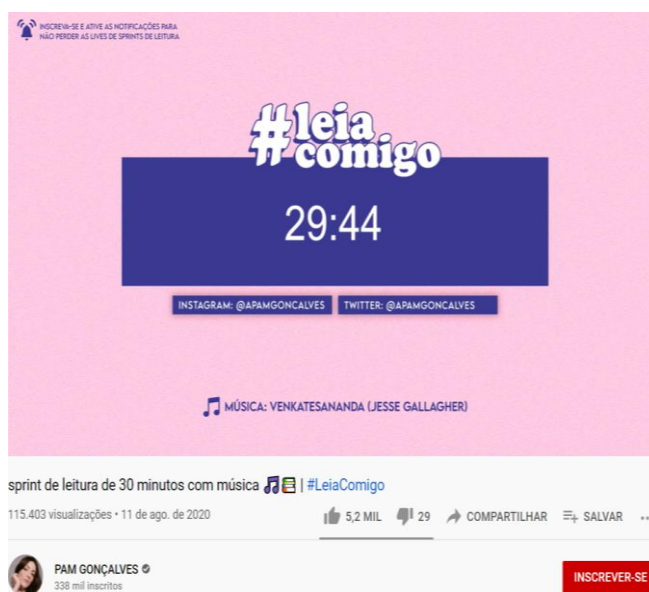 INSCREVA-SE E ATIVE AS NOTIFICAÇÕES PARA
NÃO PERDER AS LIVES DE SPRINTS DE LEITURA
#leia
comigo
29:44
INSTAGRAM: @APAMGONCALVES TWITTER: @APAMGONCALVES
MÚSICA: VENKATESANANDA (JESSE GALLAGHER)
sprint de leitura de 30 minutos com música 🎵📚 | #LeiaComigo
115.403 visualizações • 11 de ago. de 2020 5,2 MIL 29 COMPARTILHAR SALVAR ...
PAM GONÇALVES
338 mil inscritos
INSCREVER-SE